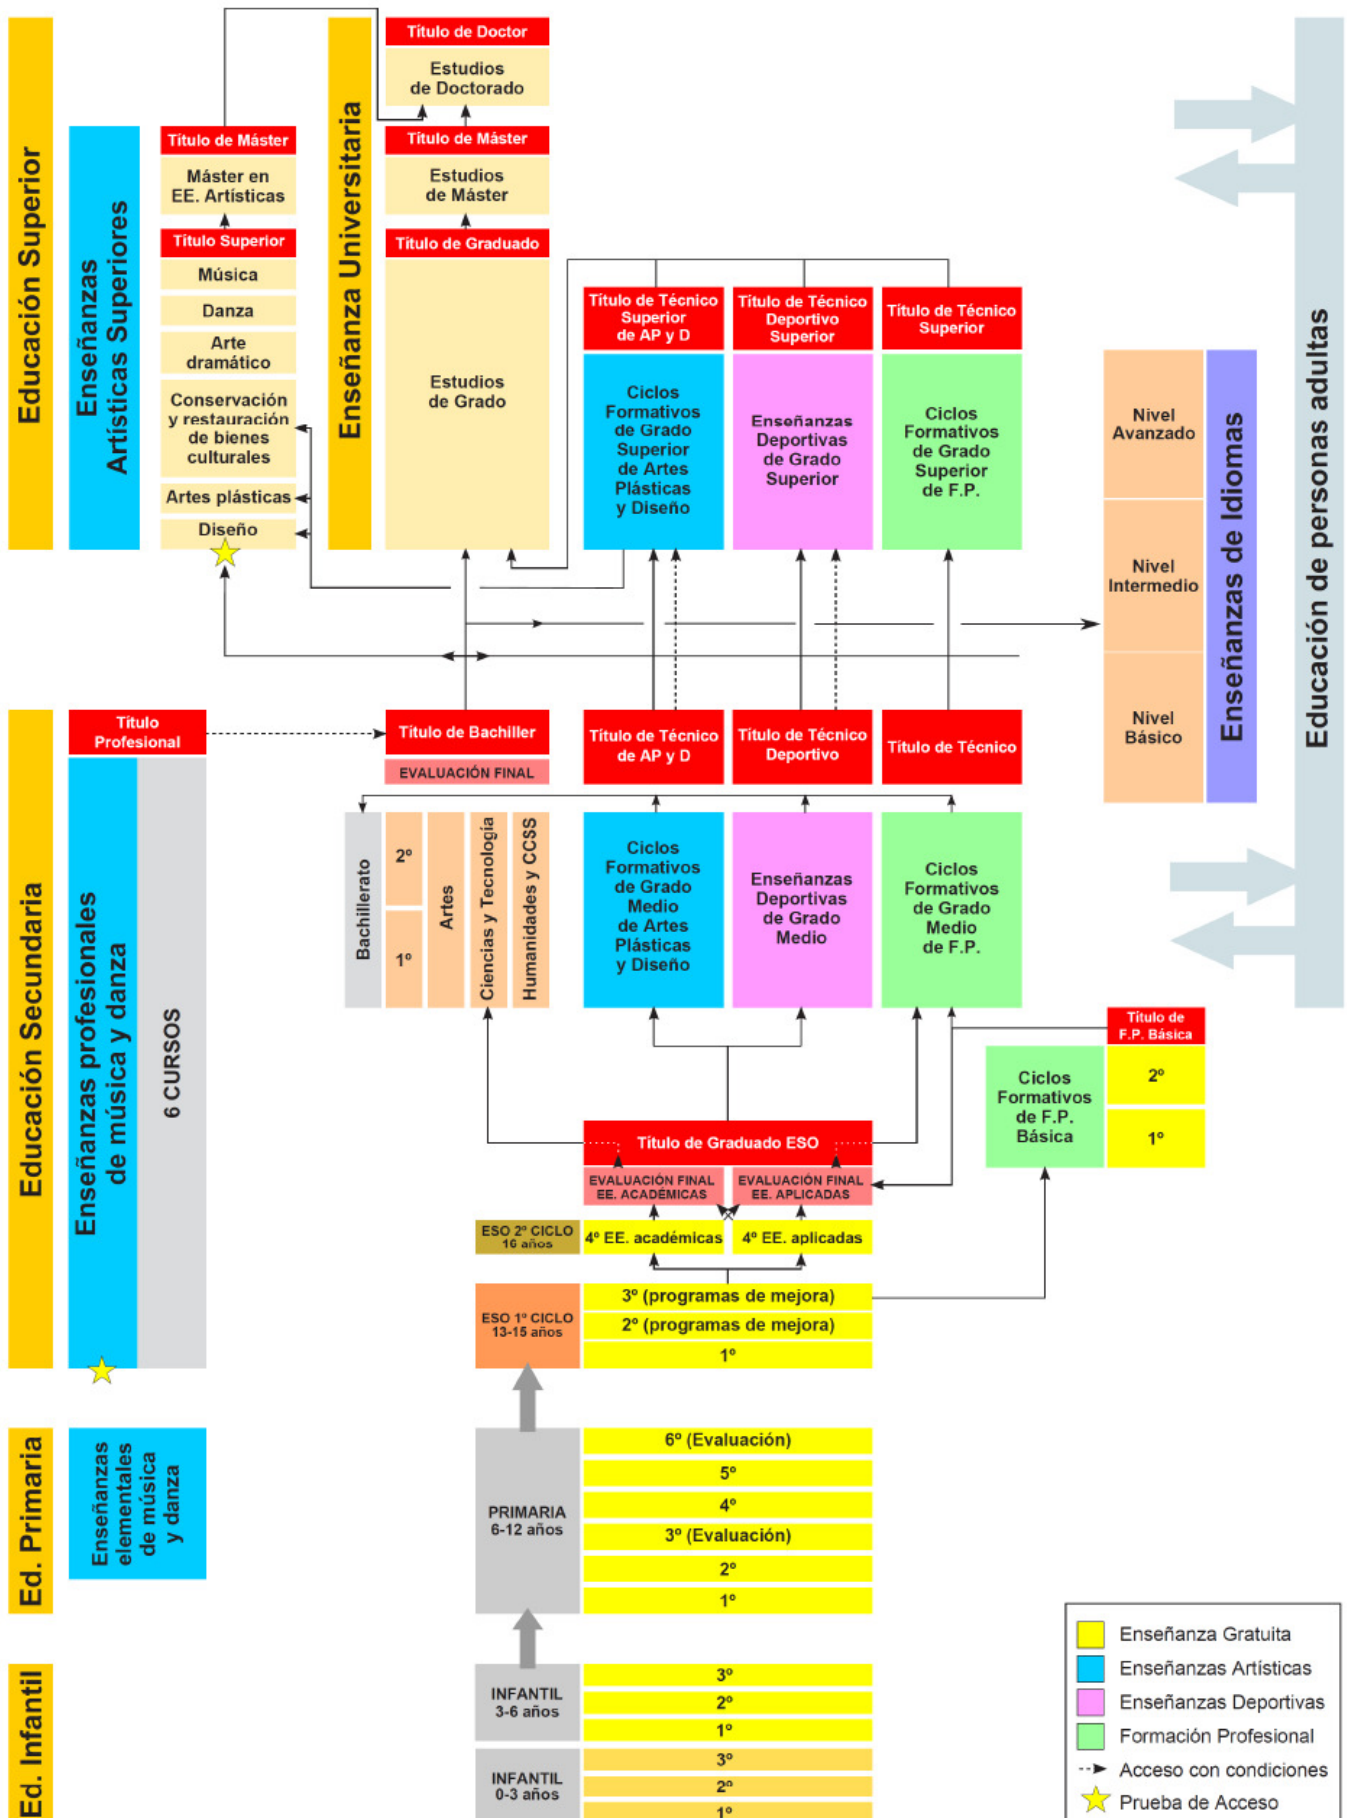 Educación Superior
Enseñanzas
Artísticas Superiores
Título de Máster
Máster en
EE. Artísticas
Título Superior
Música
Danza
Arte
dramático
Conservación
y restauración
de bienes
culturales
Artes plásticas
Diseño
Enseñanza Universitaria
Título de Doctor
Estudios
de Doctorado
Título de Máster
Estudios
de Máster
Título de Graduado
Estudios
de Grado
Título de Técnico
Superior
de AP y D
Ciclos
Formativos
de Grado
Superior
de Artes
Plásticas
y Diseño
Título de Técnico
Deportivo
Superior
Enseñanzas
Deportivas
de Grado
Superior
Título de Técnico
Superior
Ciclos
Formativos
de Grado
Superior
de F.P.
Nivel
Avanzado
Nivel
Intermedio
Nivel
Básico
Enseñanzas de Idiomas
Educación de personas adultas
Educación Secundaria
Título
Profesional
Enseñanzas profesionales
de música y danza
6 CURSOS
Título de Bachiller
EVALUACIÓN FINAL
Bachillerato
2º
1º
Artes
Ciencias y Tecnología
Humanidades y CCSS
Título de Técnico
de AP y D
Ciclos
Formativos
de Grado
Medio
de Artes
Plásticas
y Diseño
Título de Técnico
Deportivo
Enseñanzas
Deportivas
de Grado
Medio
Título de Técnico
Ciclos
Formativos
de Grado
Medio
de F.P.
Título de
F.P. Básica
Ciclos
Formativos
de F.P.
Básica
2º
1º
Título de Graduado ESO
EVALUACIÓN FINAL
EE. ACADÉMICAS
EVALUACIÓN FINAL
EE. APLICADAS
ESO 2º CICLO
16 años
4º EE. académicas
4º EE. aplicadas
ESO 1º CICLO
13-15 años
3º (programas de mejora)
2º (programas de mejora)
1º
Ed. Primaria
Enseñanzas
elementales
de música
y danza
PRIMARIA
6-12 años
6º (Evaluación)
5º
4º
3º (Evaluación)
2º
1º
Ed. Infantil
INFANTIL
3-6 años
3º
2º
1º
INFANTIL
0-3 años
3º
2º
1º
Enseñanza Gratuita
Enseñanzas Artísticas
Enseñanzas Deportivas
Formación Profesional
Acceso con condiciones
Prueba de Acceso